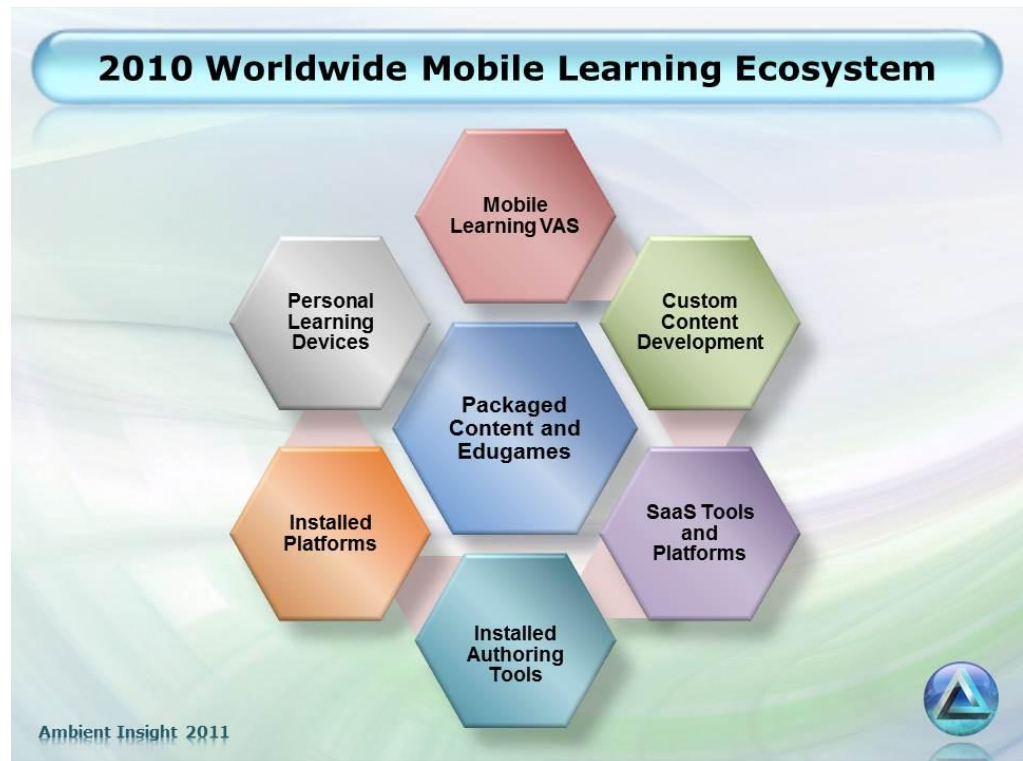 2010 Worldwide Mobile Learning Ecosystem
Mobile
Learning VAS
Personal
Learning
Devices
Custom
Content
Development
Packaged
Content and
Edugames
Installed
Platforms
SaaS Tools
and
Platforms
Installed
Authoring
Tools
Ambient Insight 2011